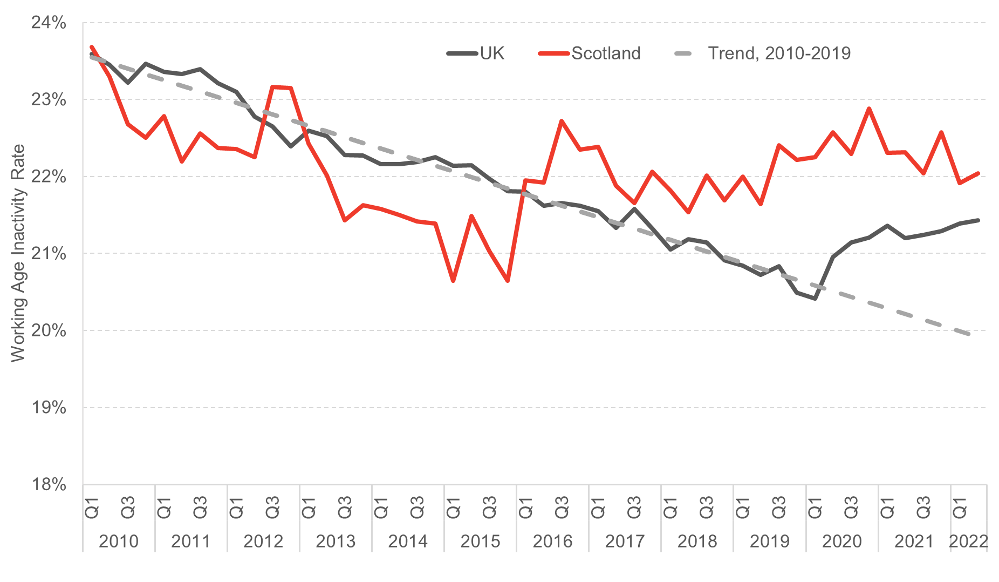 24%
UK Scotland Trend, 2010-2019
23%
22%
21%
20%
19%
18%
Working Age Inactivity Rate
Q1 Q3 Q1 Q3 Q1 Q3 Q1 Q3 Q1 Q3 Q1 Q3 Q1 Q3 Q1 Q3 Q1 Q3 Q1 Q3 Q1 Q3 Q1 Q3 Q1
2010 2011 2012 2013 2014 2015 2016 2017 2018 2019 2020 2021 2022